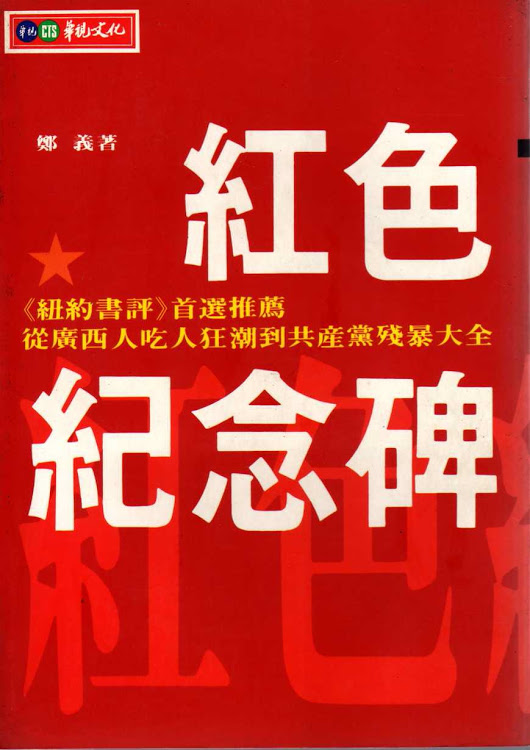 華視 CTS 華視文化
鄭 義著
紅色
《紐約書評》首選推薦
從廣西人吃人狂潮到共產黨殘暴大全
紀念碑
紅色